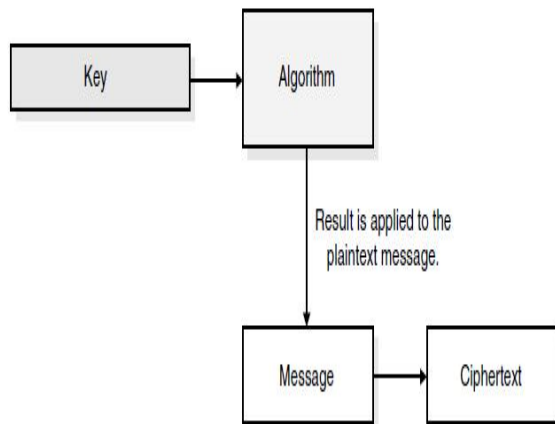 Key
Algorithm
Result is applied to the
plaintext message.
Message
Ciphertext